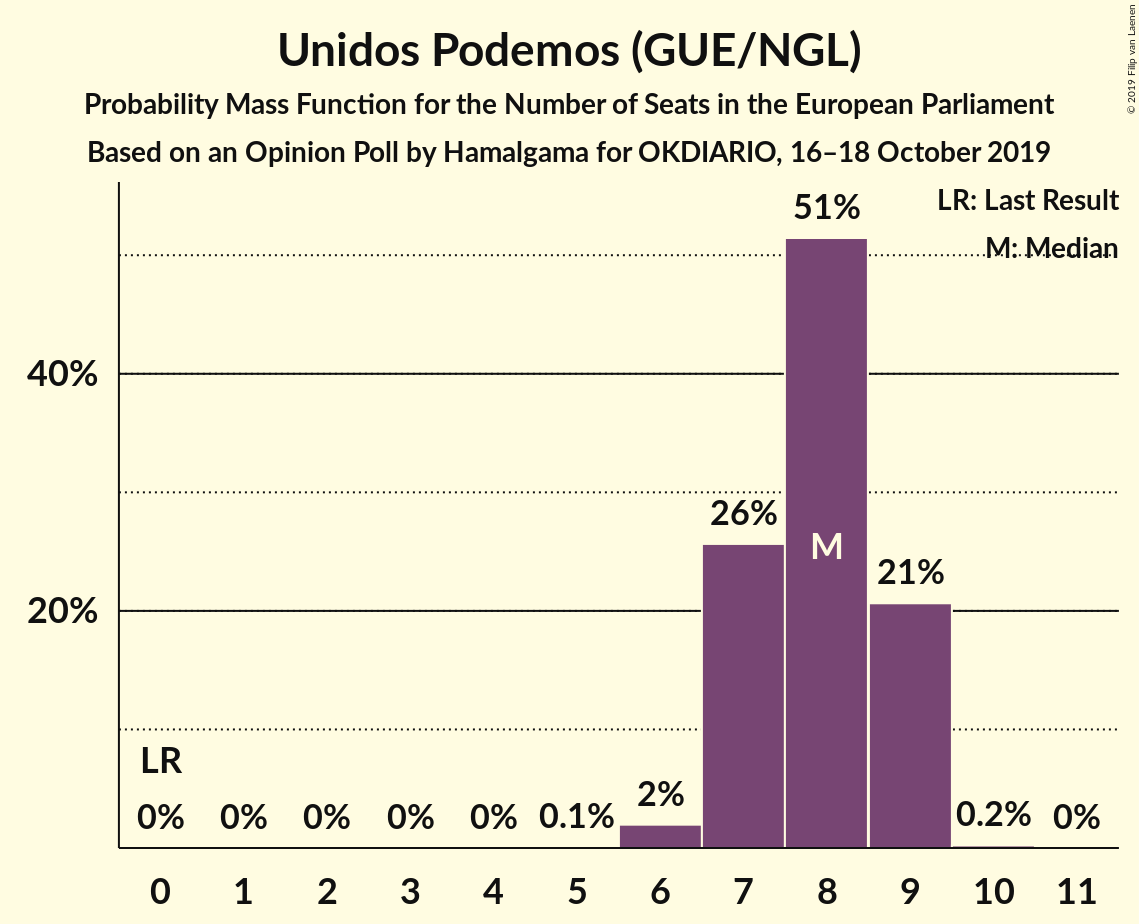 Unidos Podemos (GUE/NGL)
Probability Mass Function for the Number of Seats in the European Parliament
Based on an Opinion Poll by Hamalgama for OKDIARIO, 16–18 October 2019
© 2019 Filip van Laenen
LR: Last Result
M: Median
51%
40%
26%
M
21%
20%
LR
0% 0% 0% 0% 0% 0.1% 2% 0.2% 0%
0 1 2 3 4 5 6 7 8 9 10 11